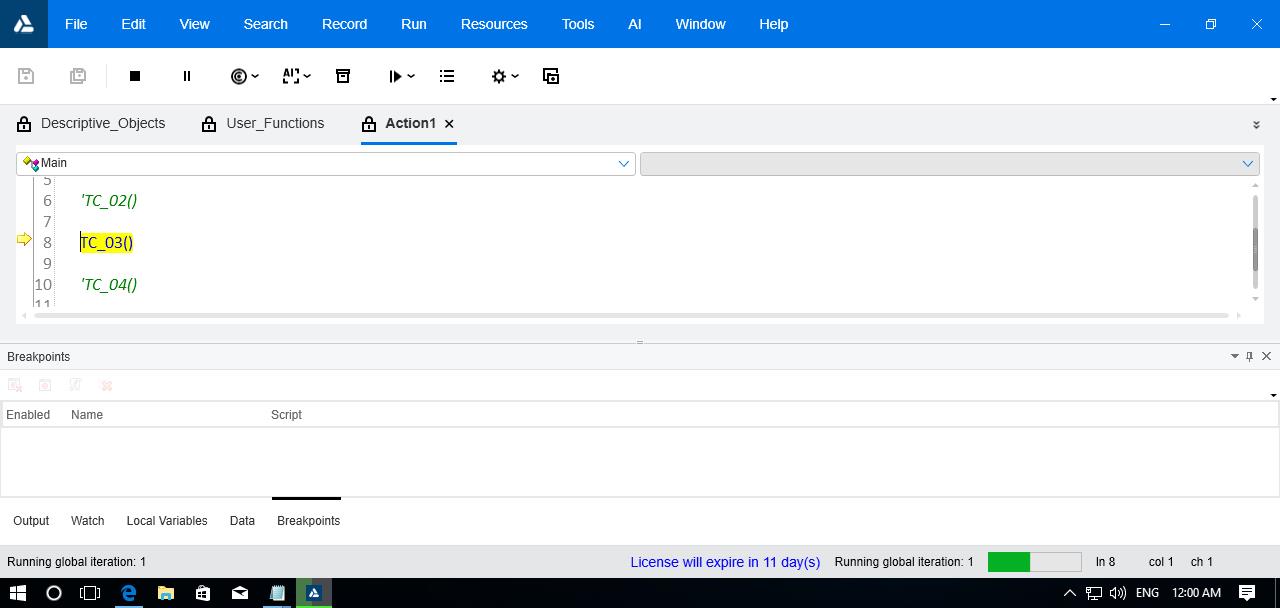 File Edit View Search Record Run Resources Tools AI Window Help
Descriptive_Objects User_Functions Action1
Main
5
6 'TC_02()
7
8 TC_03()
9
10 'TC_04()
11
Breakpoints
Enabled Name Script
Output Watch Local Variables Data Breakpoints
Running global iteration: 1 License will expire in 11 day(s) Running global iteration: 1 ln 8 col 1 ch 1
ENG 12:00 AM